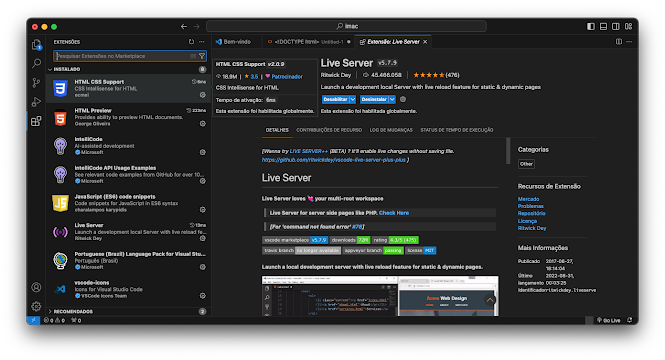 imac
EXTENSÕES
Pesquisar Extensões no Marketplace
INSTALADO
8
HTML CSS Support
6ms
CSS Intellisense for HTML
ecmel
HTML Preview
223ms
Provides ability to preview HTML documents.
George Oliveira
IntelliCode
AI-assisted development
Microsoft
IntelliCode API Usage Examples
See relevant code examples from GitHub for over 10...
Microsoft
JavaScript (ES6) code snippets
Code snippets for JavaScript in ES6 syntax
charalampos karypidis
Live Server
19ms
Launch a development local Server with live reload fea...
Ritwick Dey
Portuguese (Brazil) Language Pack for Visual Stu...
Português (Brasil)
Microsoft
vscode-icons
Icons for Visual Studio Code
VSCode Icons Team
RECOMENDADOS
2
Bem-vindo
<!DOCTYPE html> Untitled-1
Extensão: Live Server
HTML CSS Support v2.0.9
18.9M | 3.5 | Patrocinador
CSS Intellisense for HTML
Tempo de ativação: 6ms
Esta extensão foi habilitada globalmente.
Live Server v5.7.9
Ritwick Dey | 45.466.058 | (476)
Launch a development local Server with live reload feature for static & dynamic pages
Desabilitar
Desinstalar
Esta extensão foi habilitada globalmente.
DETALHES
CONTRIBUIÇÕES DE RECURSO
LOG DE MUDANÇAS
STATUS DE TEMPO DE EXECUÇÃO
[Wanna try LIVE SERVER++ (BETA) ? It'll enable live changes without saving file.
https://github.com/ritwickdey/vscode-live-server-plus-plus ]
Live Server
Live Server loves your multi-root workspace
Live Server for server side pages like PHP. Check Here
[For 'command not found error' #78]
vscode marketplace v5.7.9 downloads 72M rating
license MIT
travis branch no longer available appveyor branch passing
Launch a local development server with live reload feature for static & dynamic pages.
Acme Web Design
Categorias
Other
Recursos de Extensão
Mercado
Problemas
Repositório
Licença
Ritwick Dey
Mais Informações
Publicado 2017-06-27,
18:14:04
Último 2022-08-31,
lançamento 00:03:25
Identificador ritwickdey.liveserve
0 0
0
Go Live